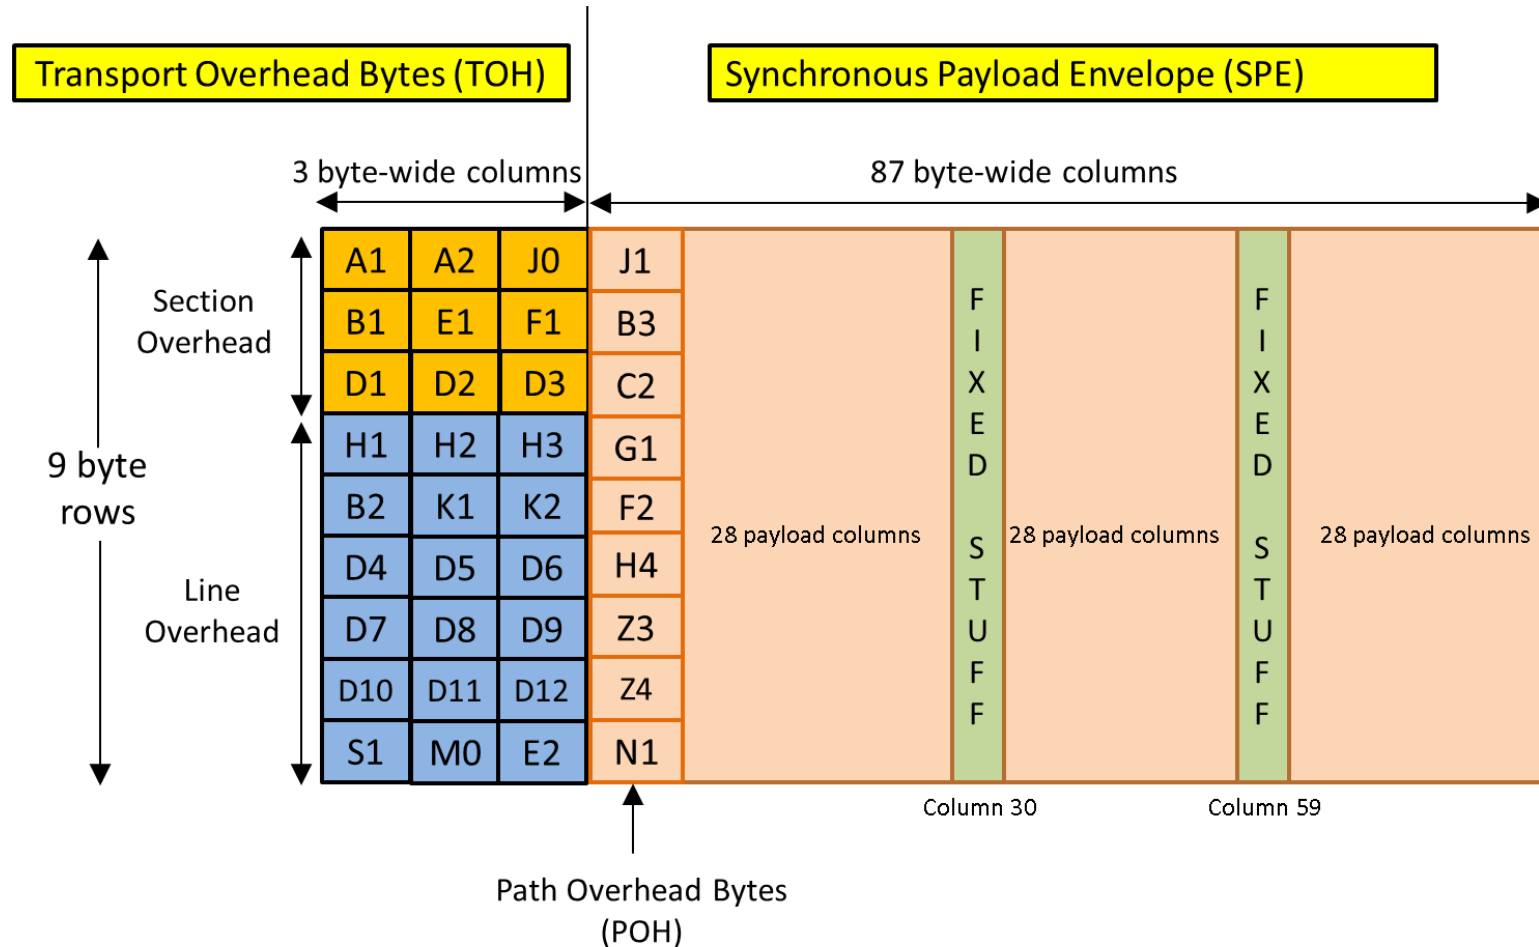 Transport Overhead Bytes (TOH)
Synchronous Payload Envelope (SPE)
3 byte-wide columns
87 byte-wide columns
A1 A2 J0 J1
B1 E1 F1 B3
D1 D2 D3 C2
H1 H2 H3 G1
B2 K1 K2 F2
D4 D5 D6 H4
D7 D8 D9 Z3
D10 D11 D12 Z4
S1 M0 E2 N1
Section
Overhead
9 byte
rows
Line
Overhead
28 payload columns
FIXED STUFF
28 payload columns
FIXED STUFF
28 payload columns
Column 30
Column 59
Path Overhead Bytes
(POH)